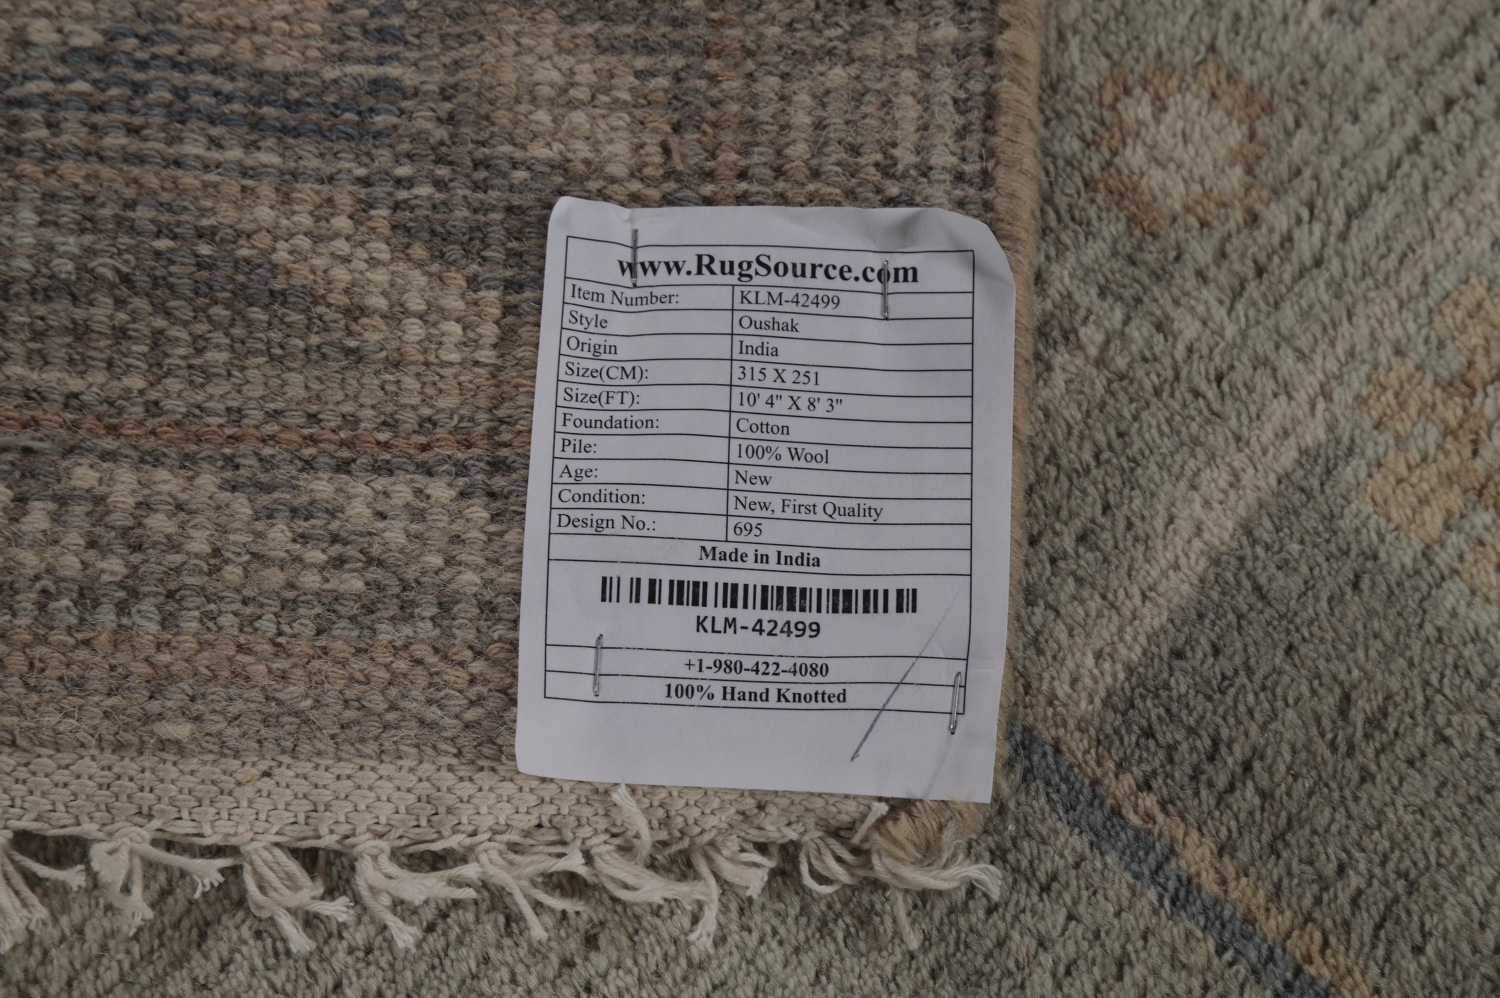 www.RugSource.com
Item Number: KLM-42499
Style Oushak
Origin India
Size(CM): 315 X 251
Size(FT): 10' 4" X 8' 3"
Foundation: Cotton
Pile: 100% Wool
Age: New
Condition: New, First Quality
Design No.: 695
Made in India
KLM-42499
+1-980-422-4080
100% Hand Knotted